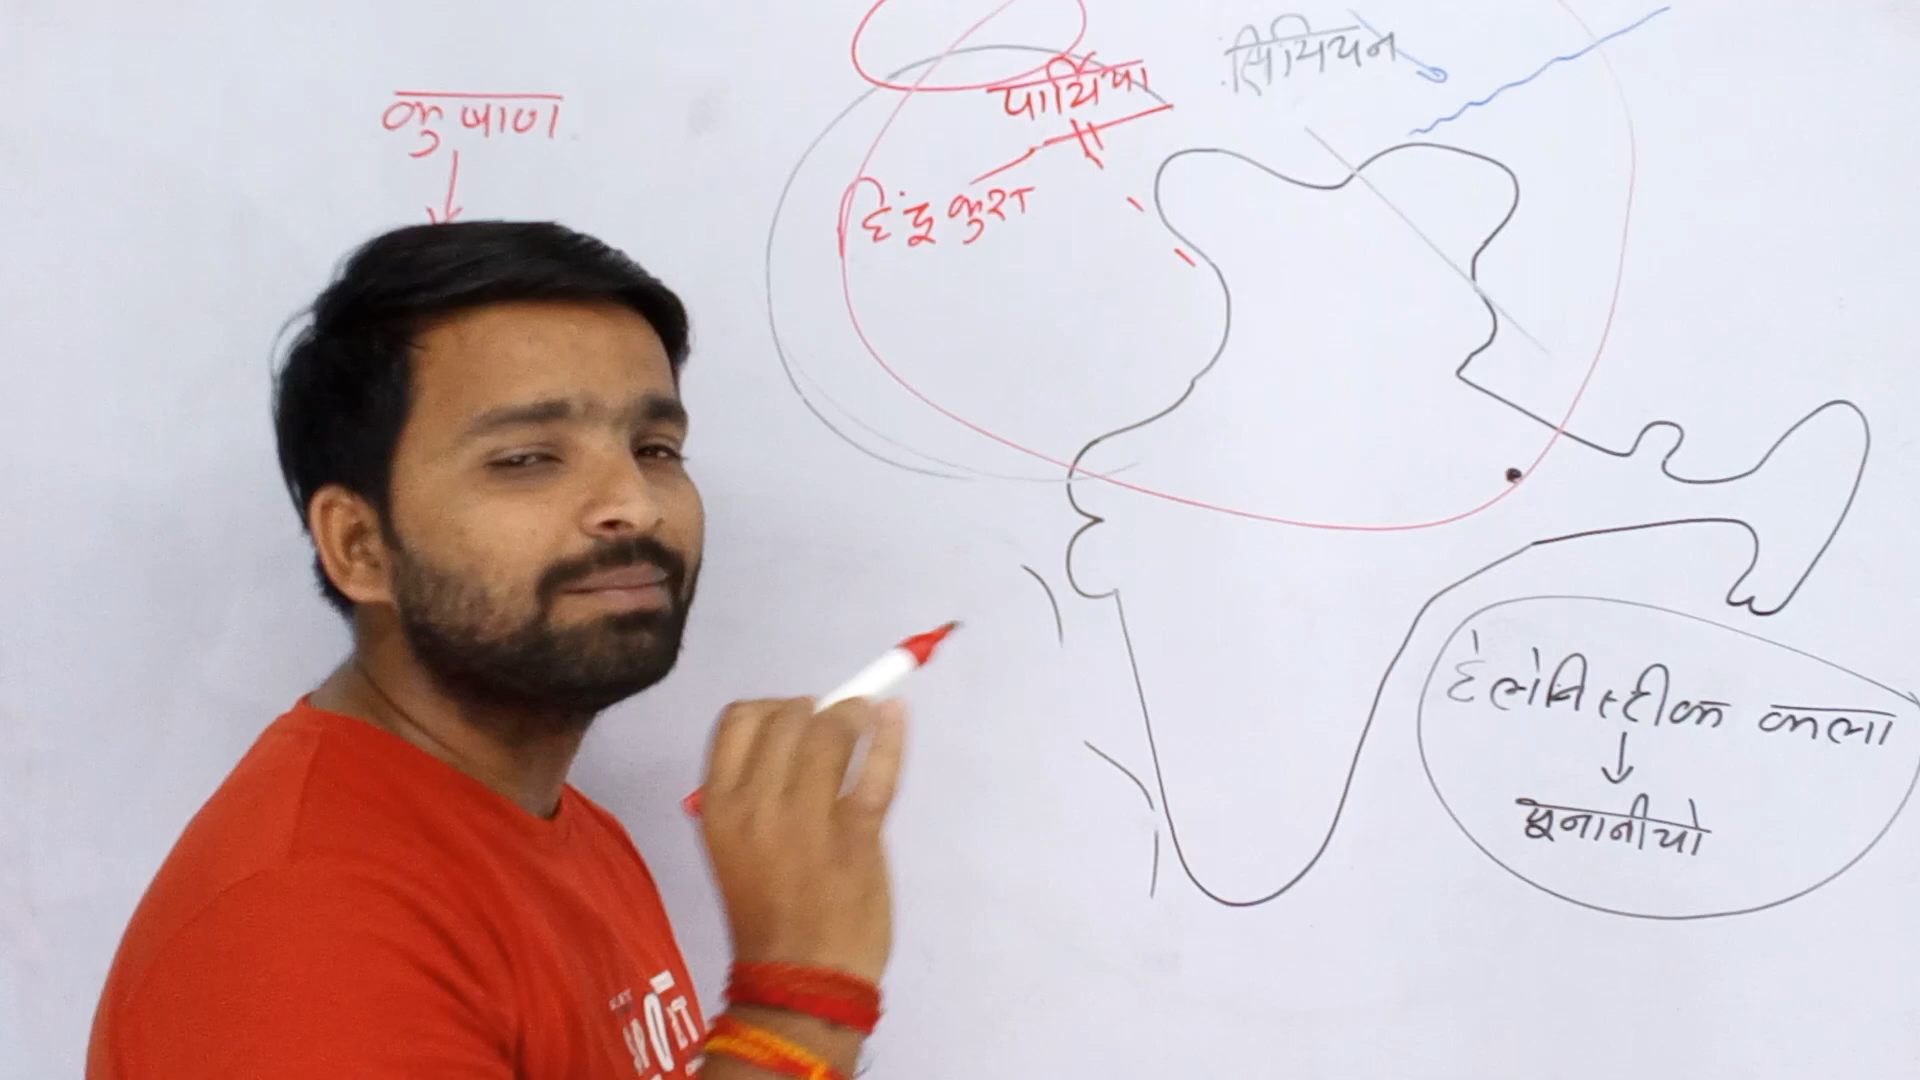 कुषाण
सिथियन
पार्थिया
हिंदूकुश
हेलोनिस्टीक कला
यूनानीयो